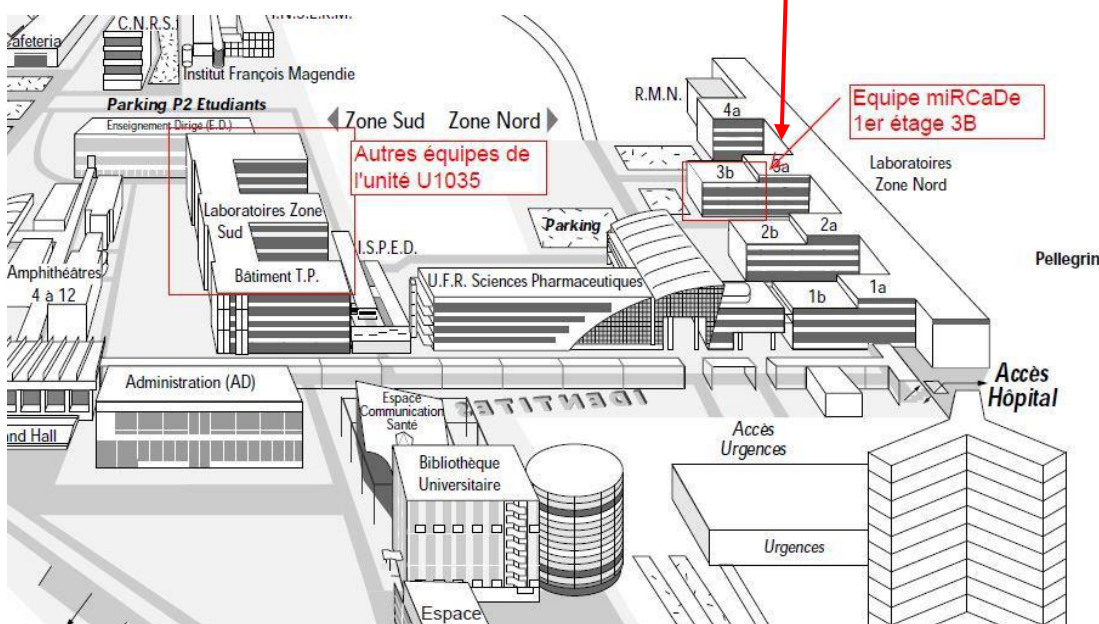 C.N.R.S.
I.N.S.E.R.M.
afeteria
Institut François Magendie
Parking P2 Etudiants
Enseignement Dirigé (E.D.)
Zone Sud Zone Nord
Autres équipes de
l'unité U1035
R.M.N.
4a
Equipe miRCaDe
1er étage 3B
3b
3a
Laboratoires
Zone Nord
Laboratoires Zone
Sud
Parking
2b
2a
I.S.P.E.D.
Pellegrin
Amphithéâtres
4 à 12
Bâtiment T.P.
U.F.R. Sciences Pharmaceutiques
1b
1a
Accès
Hôpital
Administration (AD)
Espace
Communication
Santé
IDENTITES
and Hall
Accès
Urgences
Bibliothèque
Universitaire
Urgences
Espace